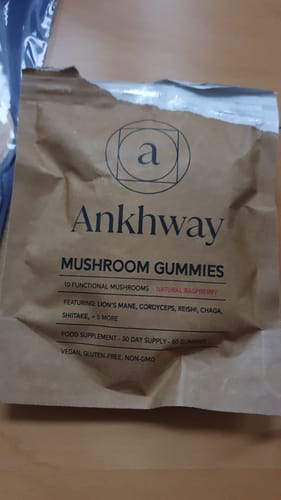 a
Ankhway
MUSHROOM GUMMIES
10 FUNCTIONAL MUSHROOMS NATURAL RASPBERRY
FEATURING: LION'S MANE, CORDYCEPS, REISHI, CHAGA,
SHIITAKE, + 5 MORE
FOOD SUPPLEMENT - 30 DAY SUPPLY - 60 GUMMIES
VEGAN, GLUTEN-FREE, NON-GMO